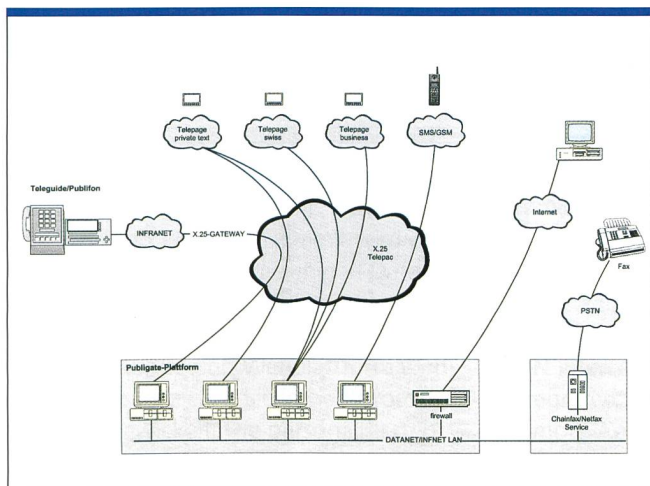 Telepage
private text
Telepage
swiss
Telepage
business
SMS/GSM
Teleguide/Publifon
INFRANET
X.25-GATEWAY
X.25
Telepac
Internet
Fax
PSTN
Publigate-Plattform
firewall
Chainfax/Netfax
Service
DATANET/INFNET LAN